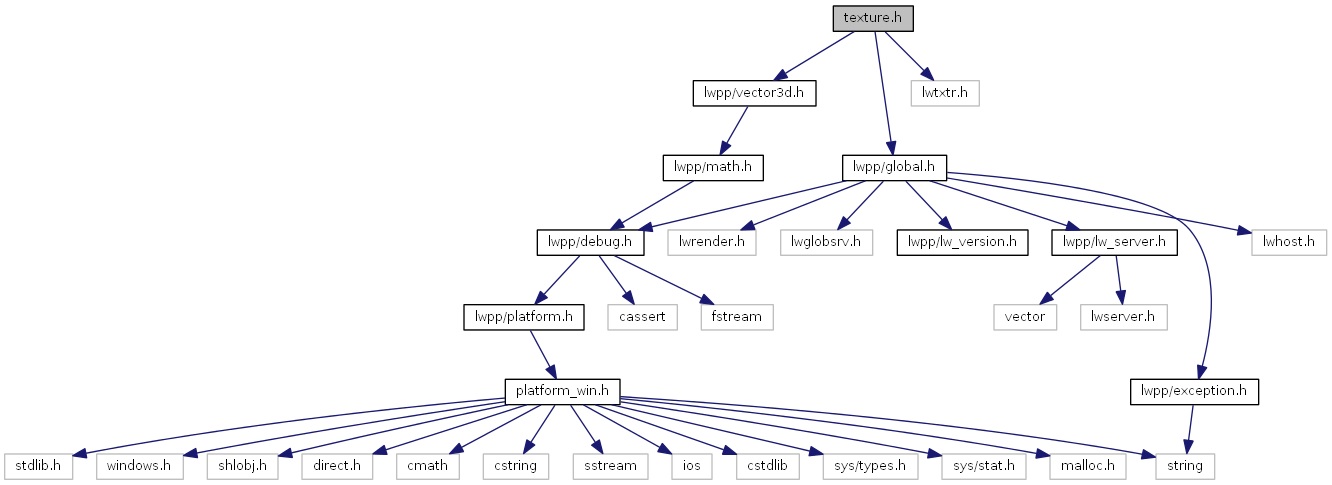 texture.h
lwpp/vector3d.h
lwtxtr.h
lwpp/math.h
lwpp/global.h
lwpp/debug.h
lwrender.h
lwglobsrv.h
lwpp/lw_version.h
lwpp/lw_server.h
lwhost.h
lwpp/platform.h
cassert
fstream
vector
lwserver.h
platform_win.h
lwpp/exception.h
stdlib.h
windows.h
shlobj.h
direct.h
cmath
cstring
sstream
ios
cstdlib
sys/types.h
sys/stat.h
malloc.h
string